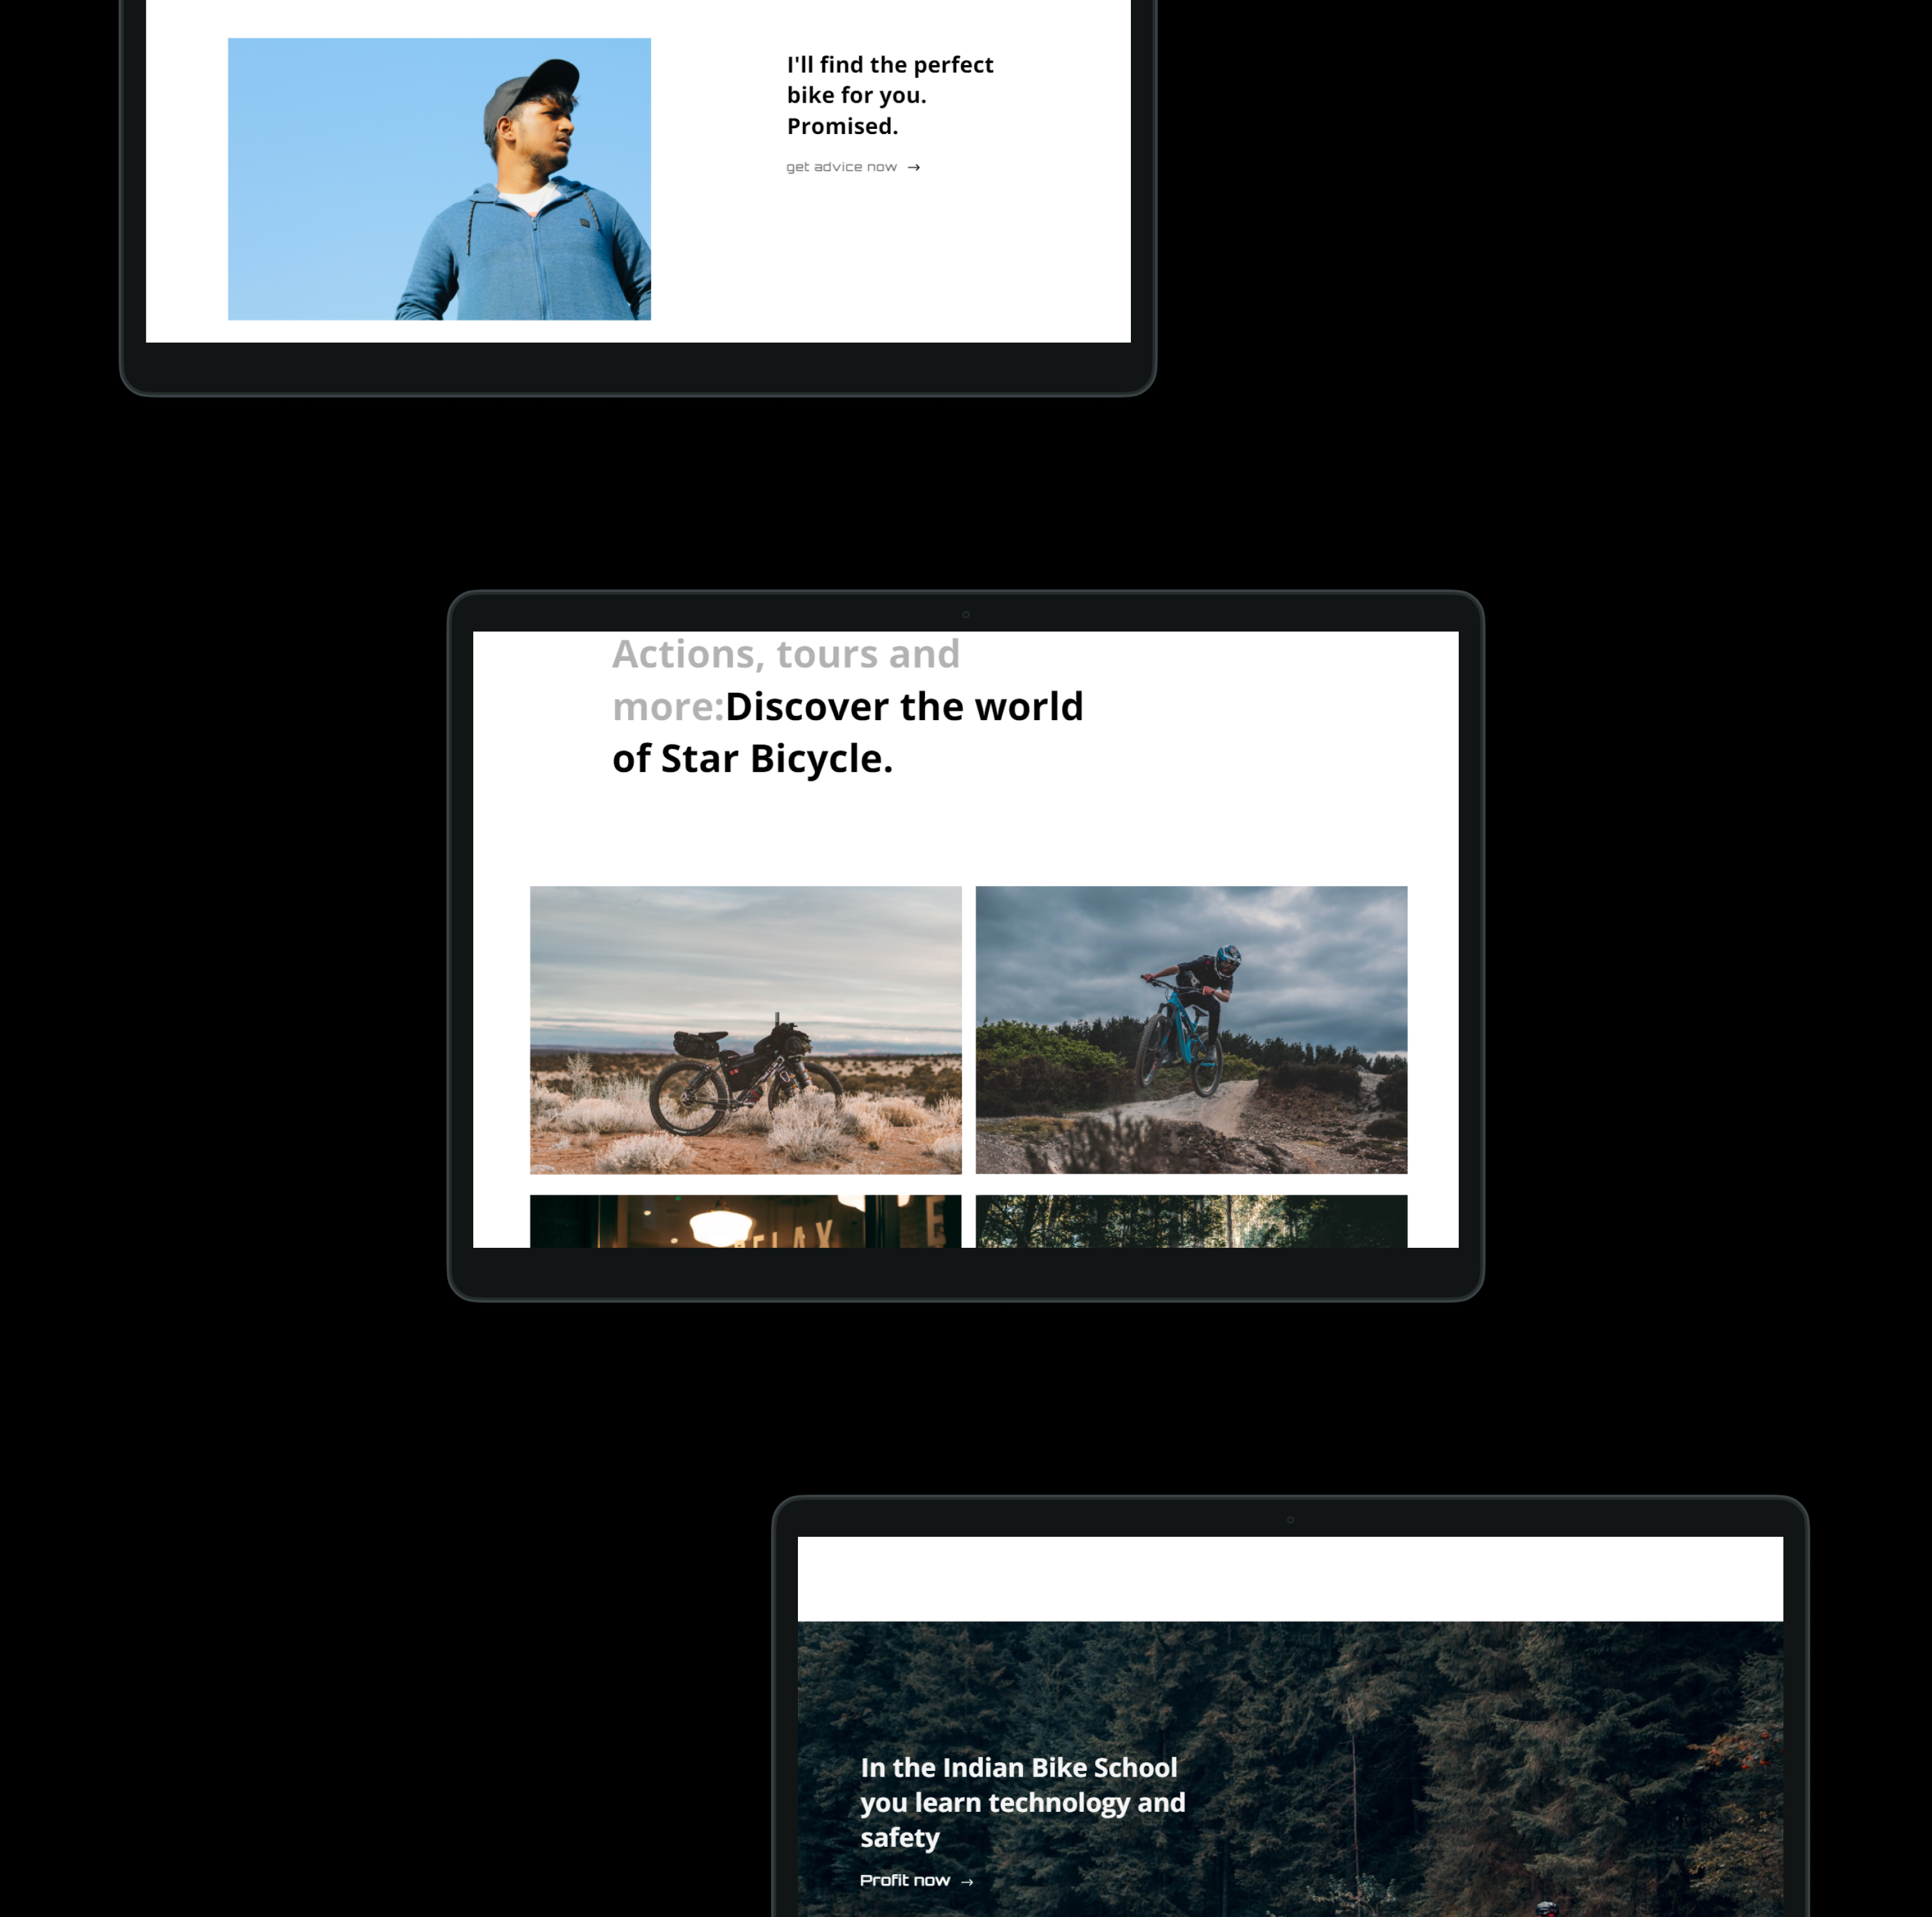 I'll find the perfect
bike for you.
Promised.
get advice now →
Actions, tours and
more:Discover the world
of Star Bicycle.
In the Indian Bike School
you learn technology and
safety
Profit now →